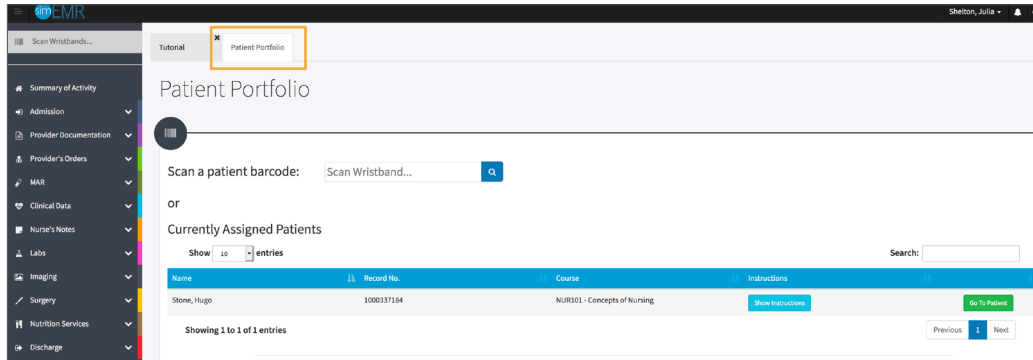 simEMR
Shelton, Julia
Scan Wristbands...
Tutorial
Patient Portfolio
Summary of Activity
Admission
Provider Documentation
Provider's Orders
MAR
Clinical Data
Nurse's Notes
Labs
Imaging
Surgery
Nutrition Services
Discharge
Patient Portfolio
Scan a patient barcode: Scan Wristband...
or
Currently Assigned Patients
Show 10 entries Search:
Name Record No. Course Instructions
Stone, Hugo 1000337184 NUR101 - Concepts of Nursing Show Instructions Go To Patient
Showing 1 to 1 of 1 entries Previous 1 Next